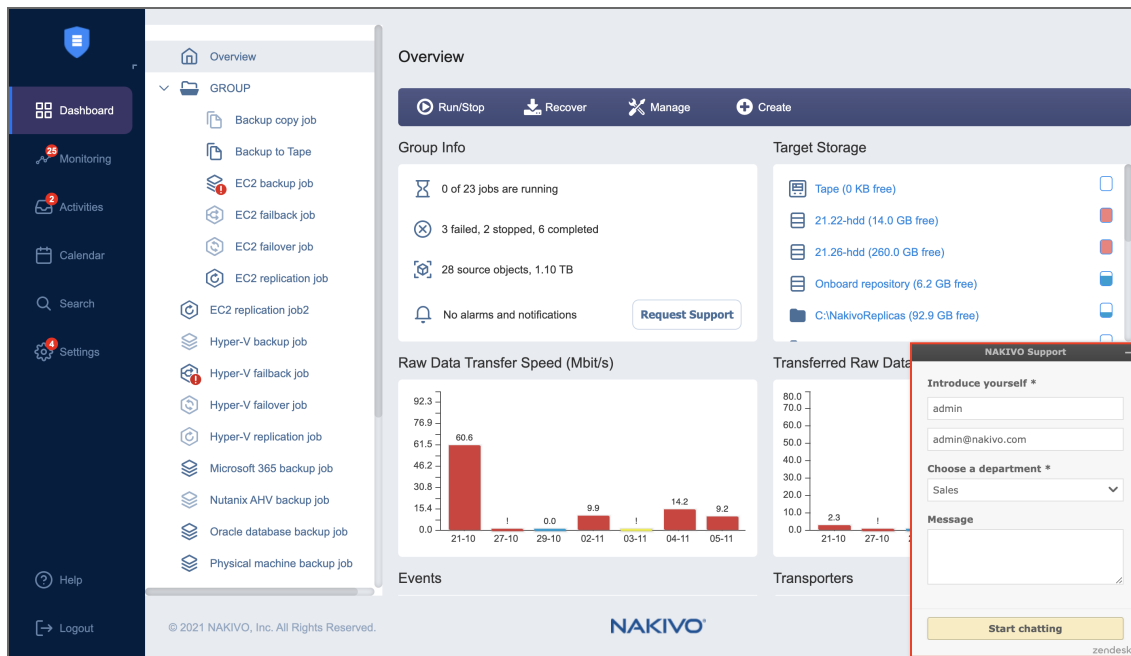 Dashboard
25
Monitoring
2
Activities
Calendar
Search
4
Settings
Help
Logout
Overview
GROUP
Backup copy job
Backup to Tape
EC2 backup job
EC2 failback job
EC2 failover job
EC2 replication job
EC2 replication job2
Hyper-V backup job
Hyper-V failback job
Hyper-V failover job
Hyper-V replication job
Microsoft 365 backup job
Nutanix AHV backup job
Oracle database backup job
Physical machine backup job
Overview
Run/Stop Recover Manage Create
Group Info
0 of 23 jobs are running
3 failed, 2 stopped, 6 completed
28 source objects, 1.10 TB
No alarms and notifications
Request Support
Target Storage
Tape (0 KB free)
21.22-hdd (14.0 GB free)
21.26-hdd (260.0 GB free)
Onboard repository (6.2 GB free)
C:\NakivoReplicas (92.9 GB free)
Raw Data Transfer Speed (Mbit/s)
92.3
76.9
61.5
46.2
30.8
15.4
0.0
60.6 ! 0.0 9.9 ! 14.2 9.2
21-10 27-10 29-10 02-11 03-11 04-11 05-11
Transferred Raw Data
80.0
70.0
60.0
50.0
40.0
30.0
20.0
10.0
0.0
2.3 !
21-10 27-10
Events
Transporters
NAKIVO Support
Introduce yourself *
admin
admin@nakivo.com
Choose a department *
Sales
Message
Start chatting
zendesk
© 2021 NAKIVO, Inc. All Rights Reserved.
NAKIVO®